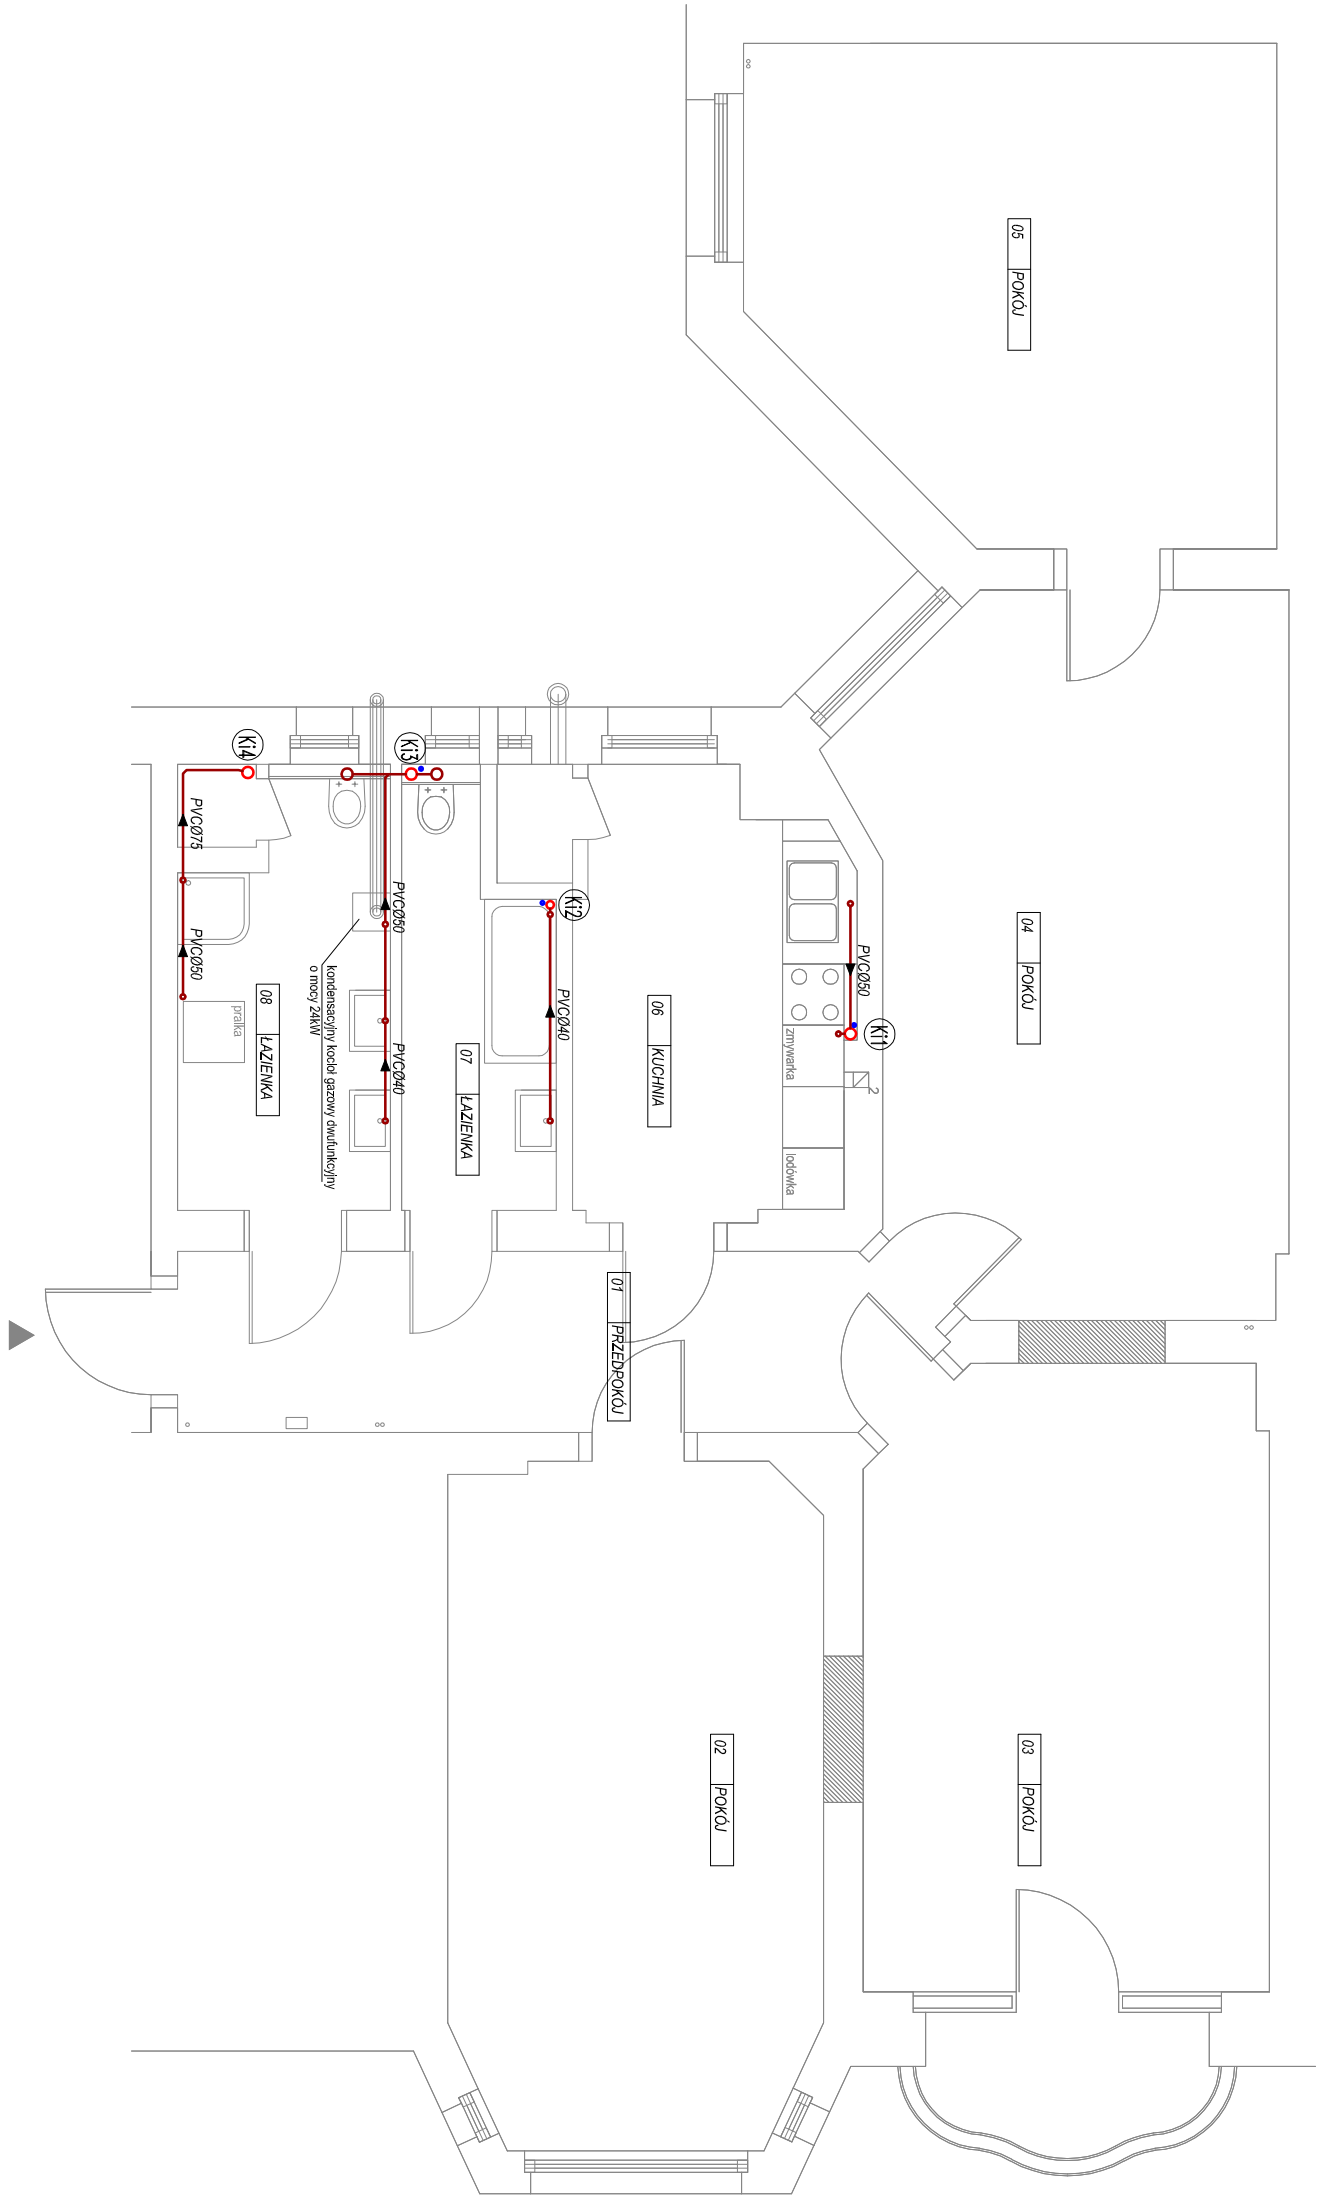 05 POKÓJ
04 POKÓJ
Ki4
Ki3
Ki2
Ki1
PVCØ75
PVCØ50
PVCØ50
PVCØ40
PVCØ40
PVCØ50
kondensacyjny kocioł gazowy dwufunkcyjny
o mocy 24kW
pralka
zmywarka
lodówka
2
08 ŁAZIENKA
07 ŁAZIENKA
06 KUCHNIA
01 PRZEDPOKÓJ
02 POKÓJ
03 POKÓJ